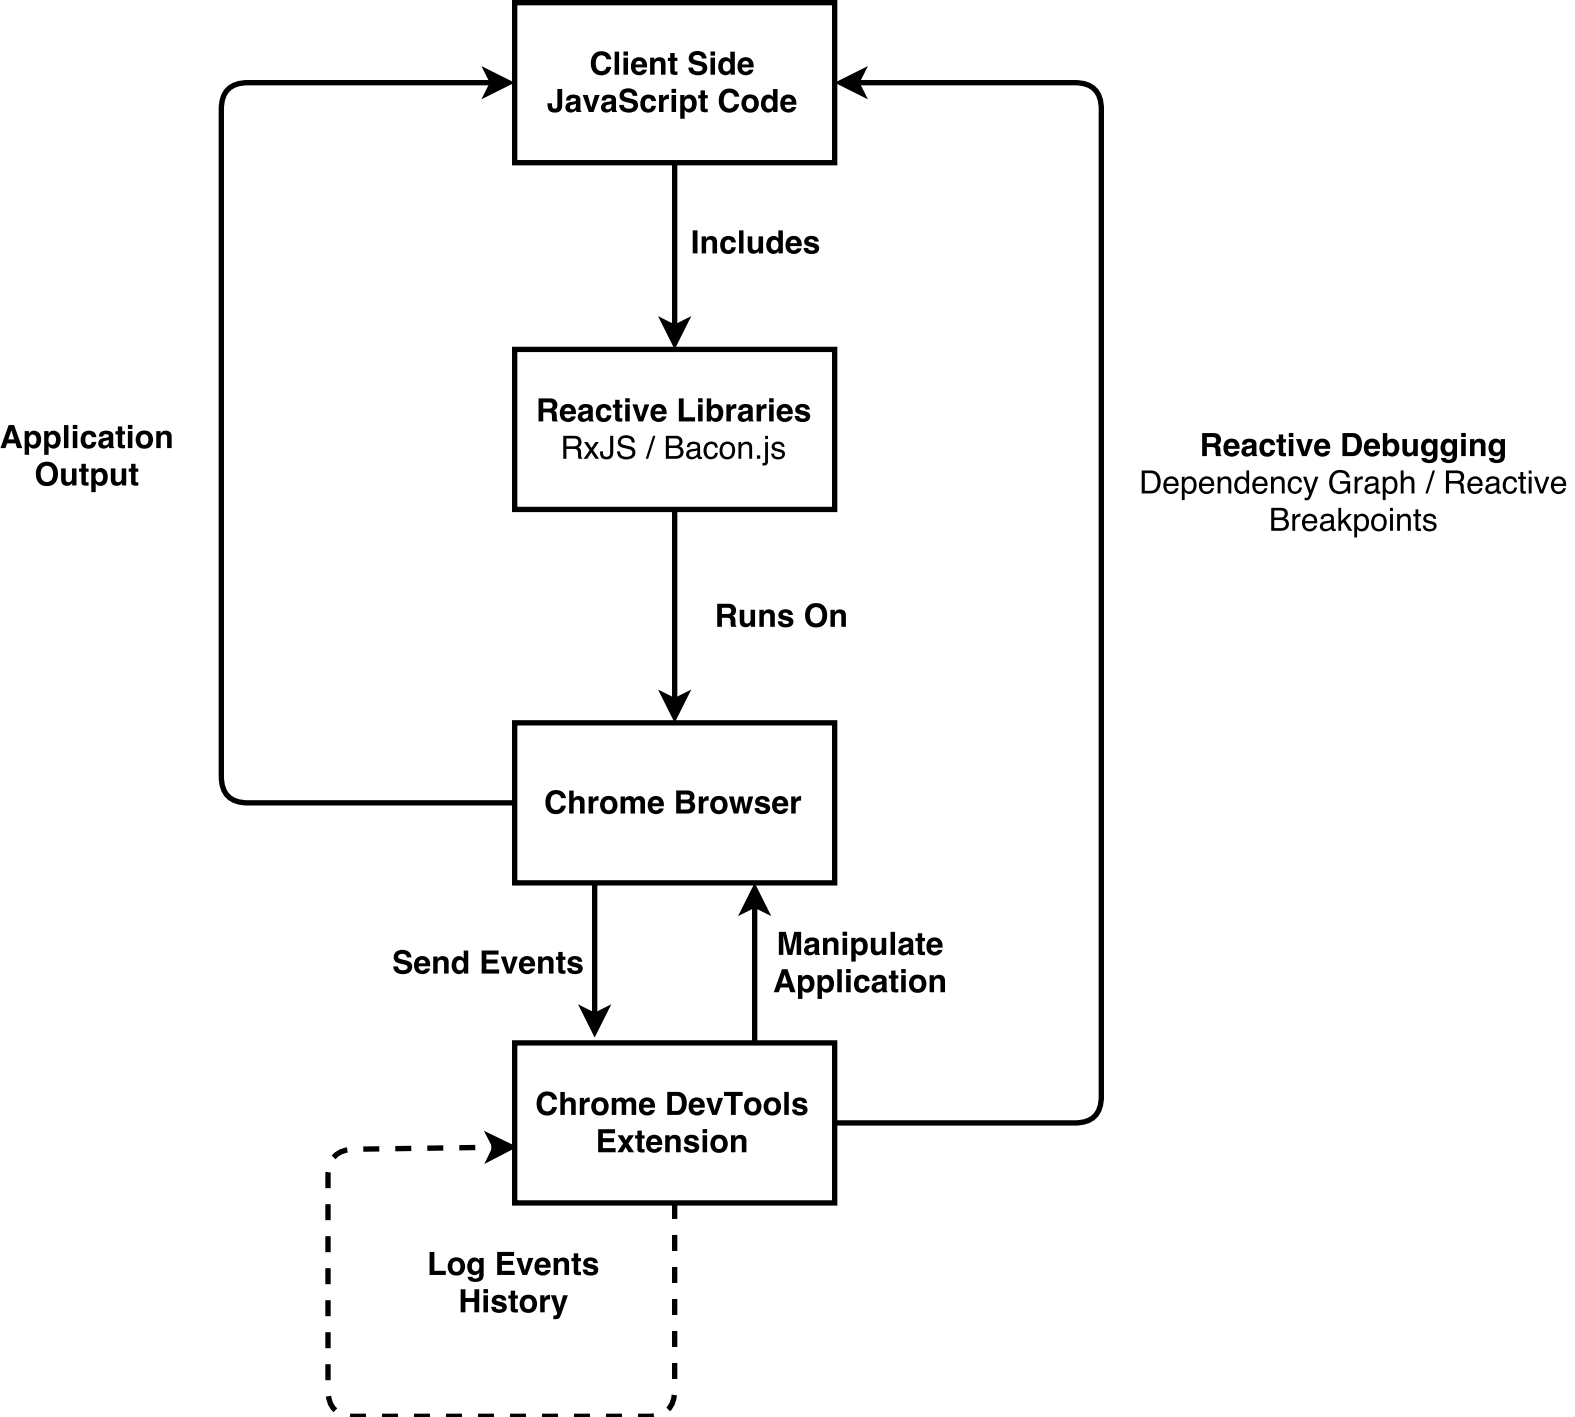 Client Side
JavaScript Code
Includes
Reactive Libraries
RxJS / Bacon.js
Application
Output
Reactive Debugging
Dependency Graph / Reactive
Breakpoints
Runs On
Chrome Browser
Send Events
Manipulate
Application
Chrome DevTools
Extension
Log Events
History